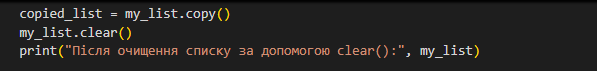 copied_list = my_list.copy()
my_list.clear()
print("Після очищення списку за допомогою clear():", my_list)